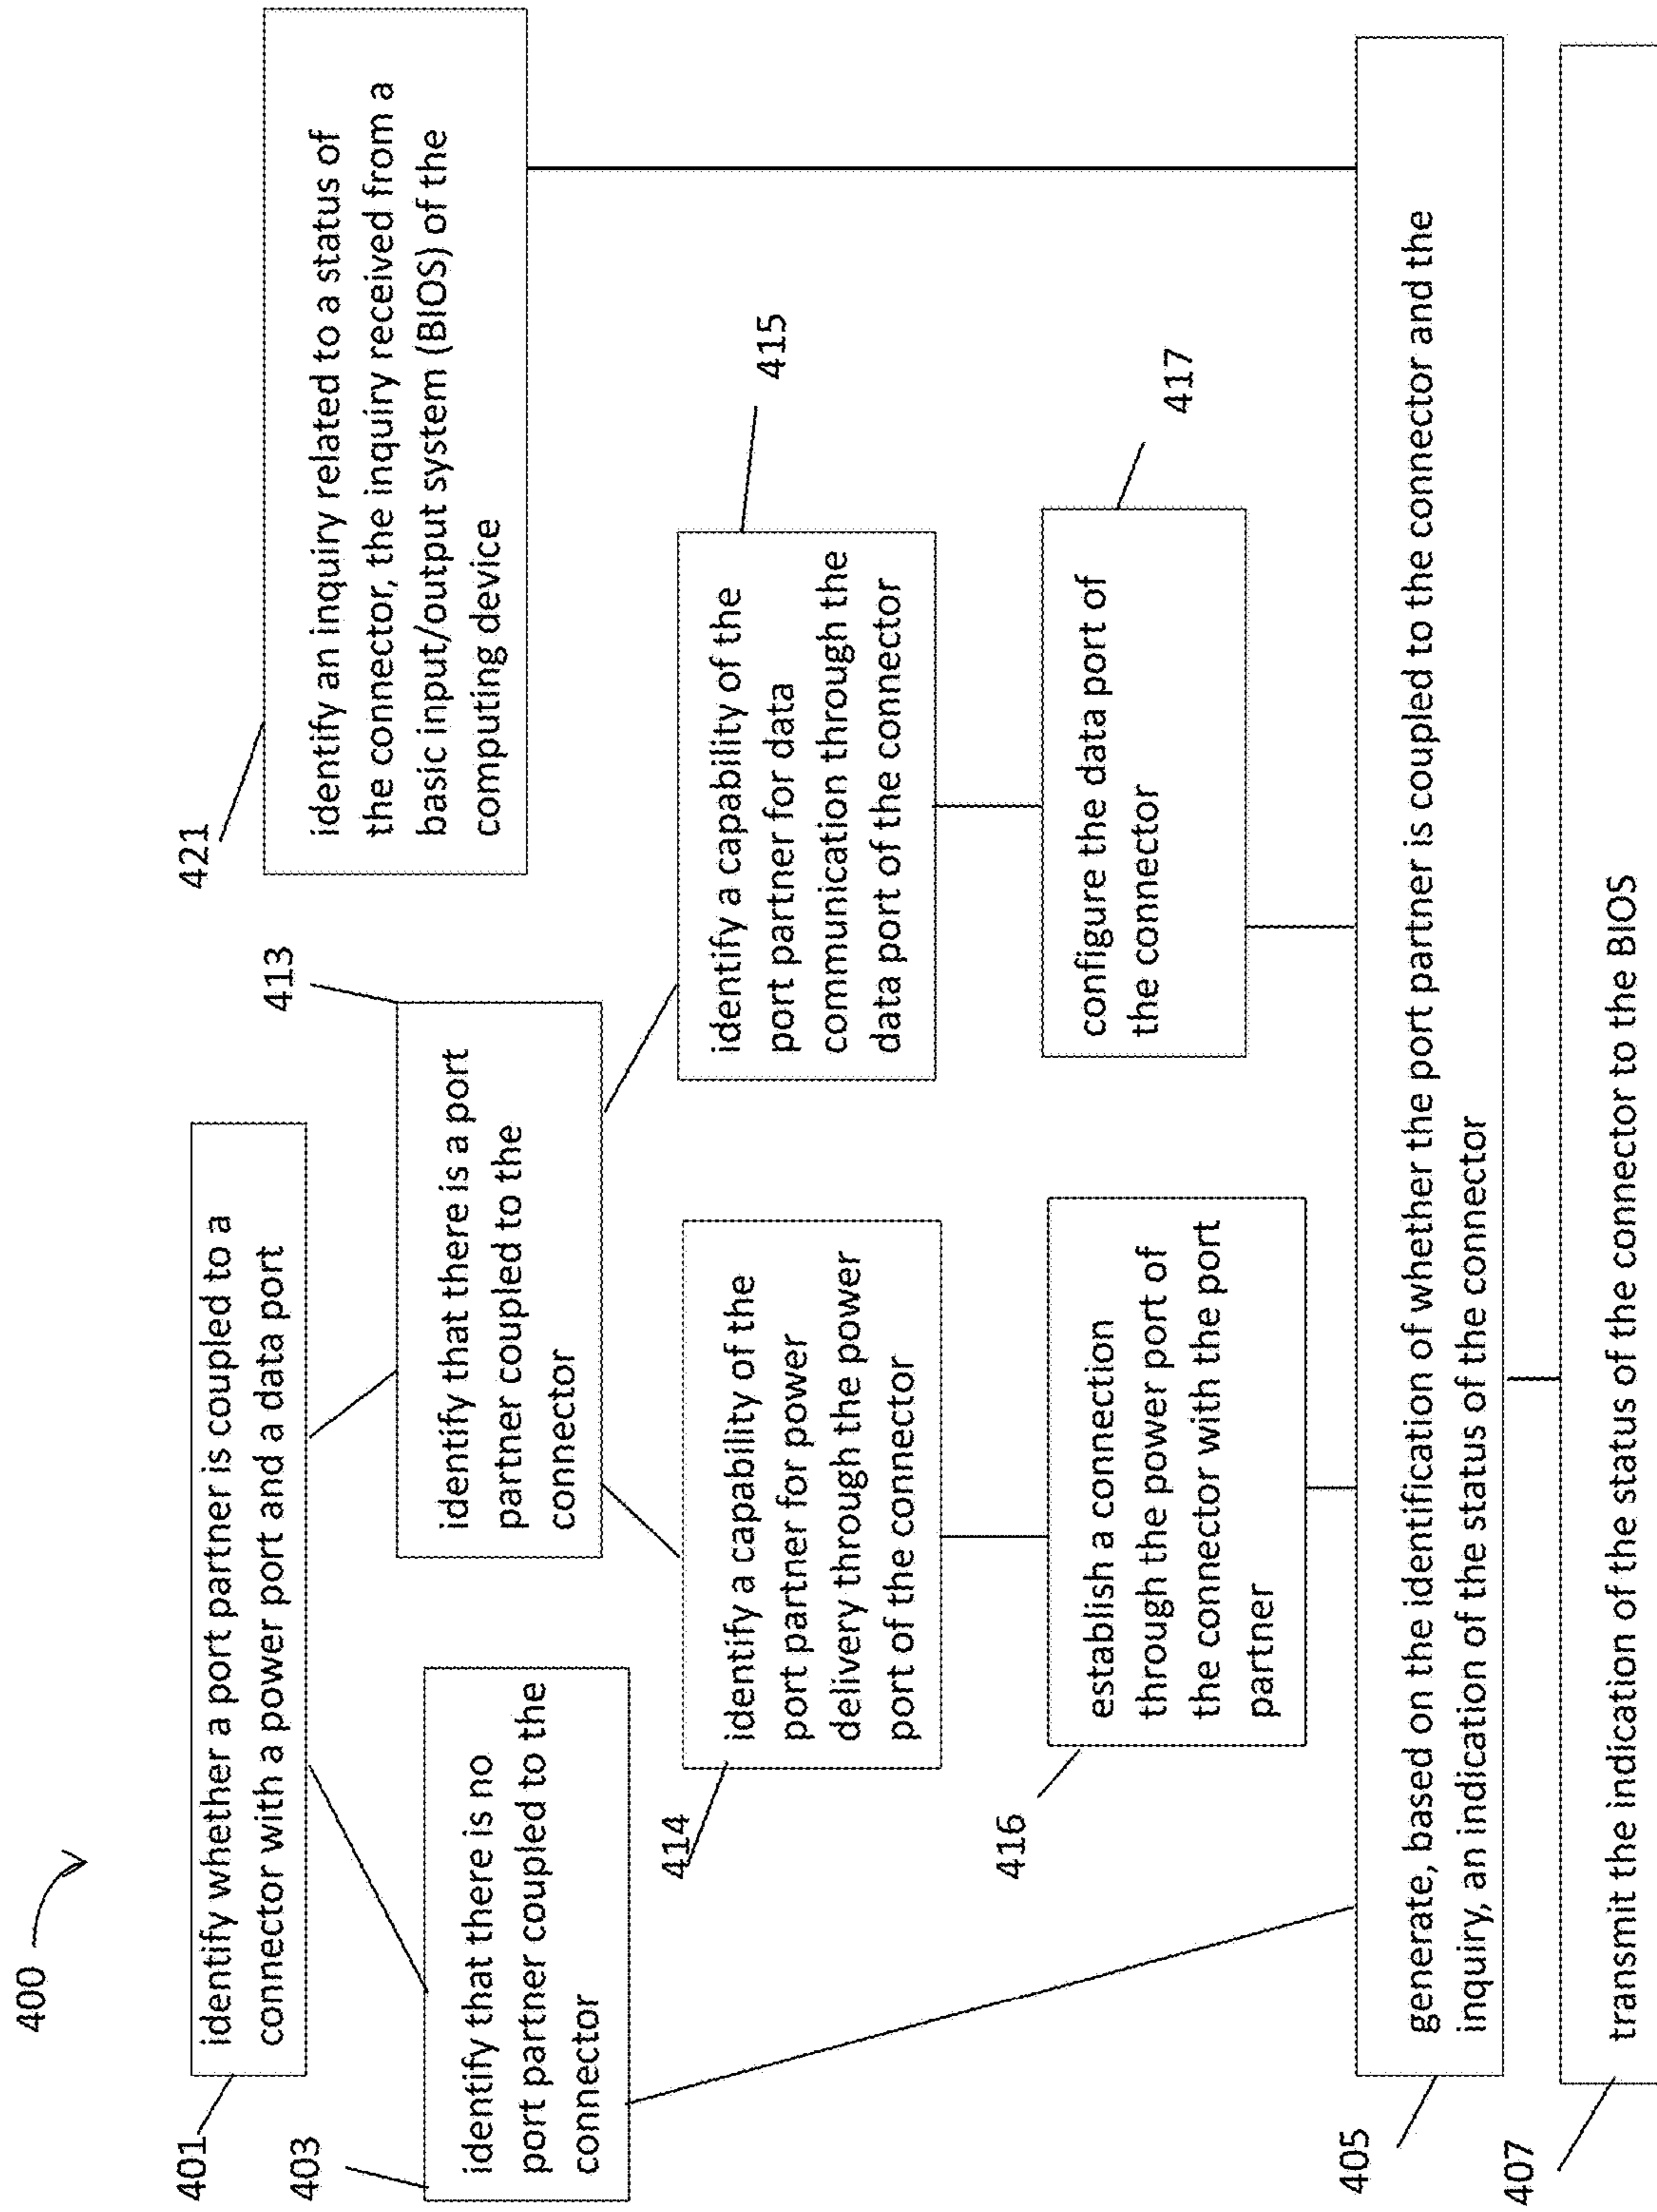 400
401
identify whether a port partner is coupled to a
connector with a power port and a data port
421
identify an inquiry related to a status of
the connector, the inquiry received from a
basic input/output system (BIOS) of the
computing device
403
identify that there is no
port partner coupled to the
connector
413
identify that there is a port
partner coupled to the
connector
414
identify a capability of the
port partner for power
delivery through the power
port of the connector
415
identify a capability of the
port partner for data
communication through the
data port of the connector
416
establish a connection
through the power port of
the connector with the port
partner
417
configure the data port of
the connector
405
generate, based on the identification of whether the port partner is coupled to the connector and the
inquiry, an indication of the status of the connector
407
transmit the indication of the status of the connector to the BIOS